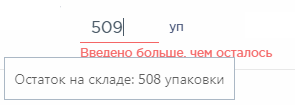 509 уп
Введено больше, чем осталось
Остаток на складе: 508 упаковки